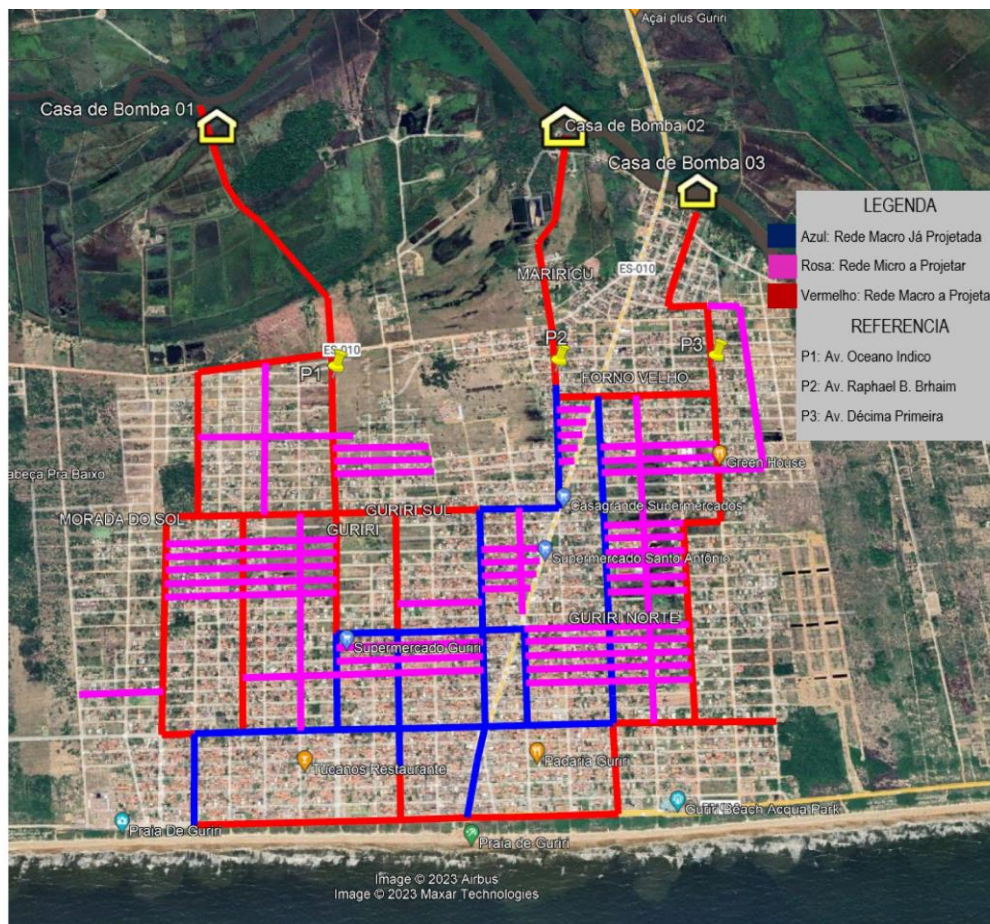 Açaí plus Guriri
Casa de Bomba 01
Casa de Bomba 02
Casa de Bomba 03
LEGENDA
Azul: Rede Macro Já Projetada
Rosa: Rede Micro a Projetar
Vermelho: Rede Macro a Projeta
REFERENCIA
P1: Av. Oceano Indico
P2: Av. Raphael B. Brhaim
P3: Av. Décima Primeira
MARIRICU
ES-010
ES-010
P1
P2
P3
FORNO VELHO
abeça Pra Baixo
Green House
Casagrande Supermercados
MORADA DO SOL
GURIRI SUL
GURIRI
Supermercado Santo Antônio
GURIRI NORTE
Supermercado Guriri
Tucanos Restaurante
Padaria Guriri
Guriri Beach Acqua Park
Praia De Guriri
Praia de Guriri
Image © 2023 Airbus
Image © 2023 Maxar Technologies